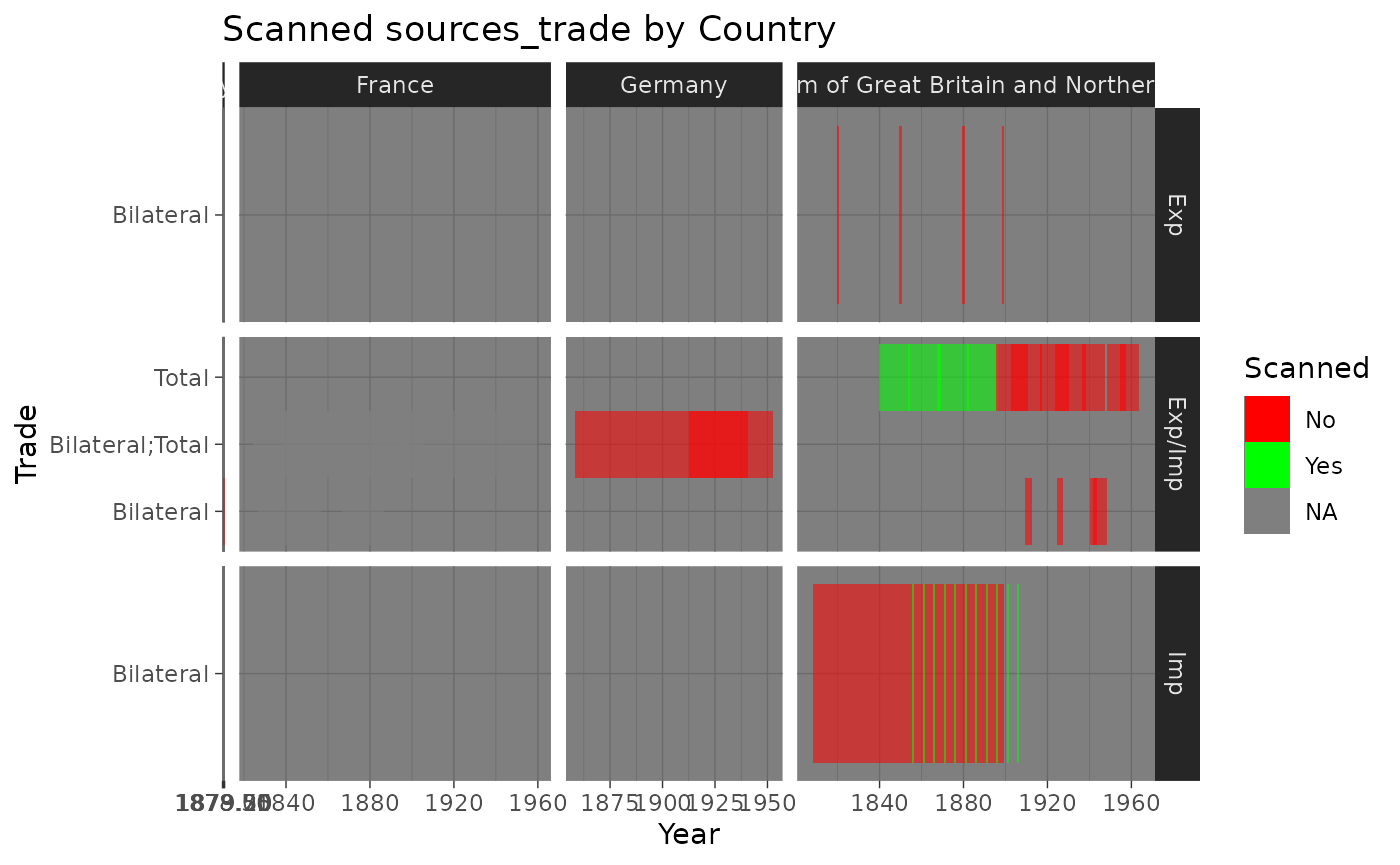 Scanned sources_trade by Country
France
Germany
m of Great Britain and Norther
Exp
Bilateral
Trade
Total
Bilateral;Total
Bilateral
Exp/Imp
Bilateral
Imp
1840 1880 1920 1960
1875 1900 1925 1950
1840 1880 1920 1960
Year
Scanned
No
Yes
NA